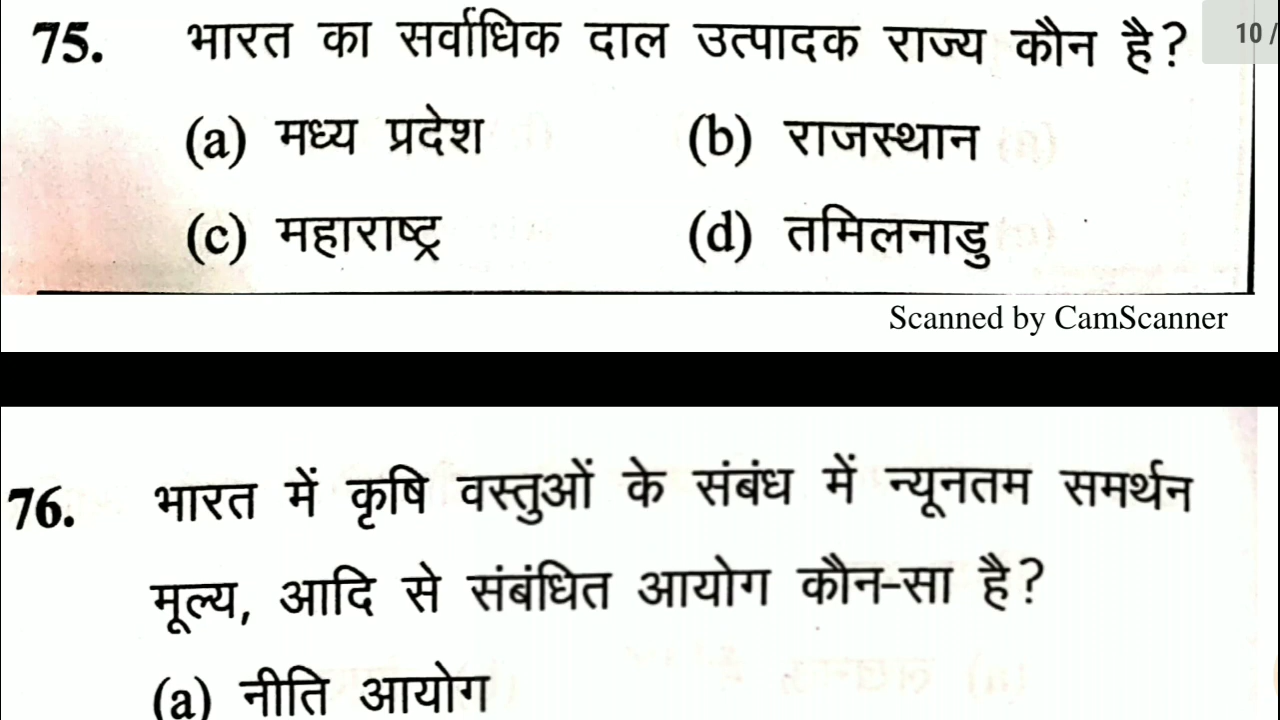 75. भारत का सर्वाधिक दाल उत्पादक राज्य कौन है?
10 /
(a) मध्य प्रदेश (b) राजस्थान
(c) महाराष्ट्र (d) तमिलनाडु
Scanned by CamScanner
76. भारत में कृषि वस्तुओं के संबंध में न्यूनतम समर्थन
मूल्य, आदि से संबंधित आयोग कौन-सा है?
(a) नीति आयोग